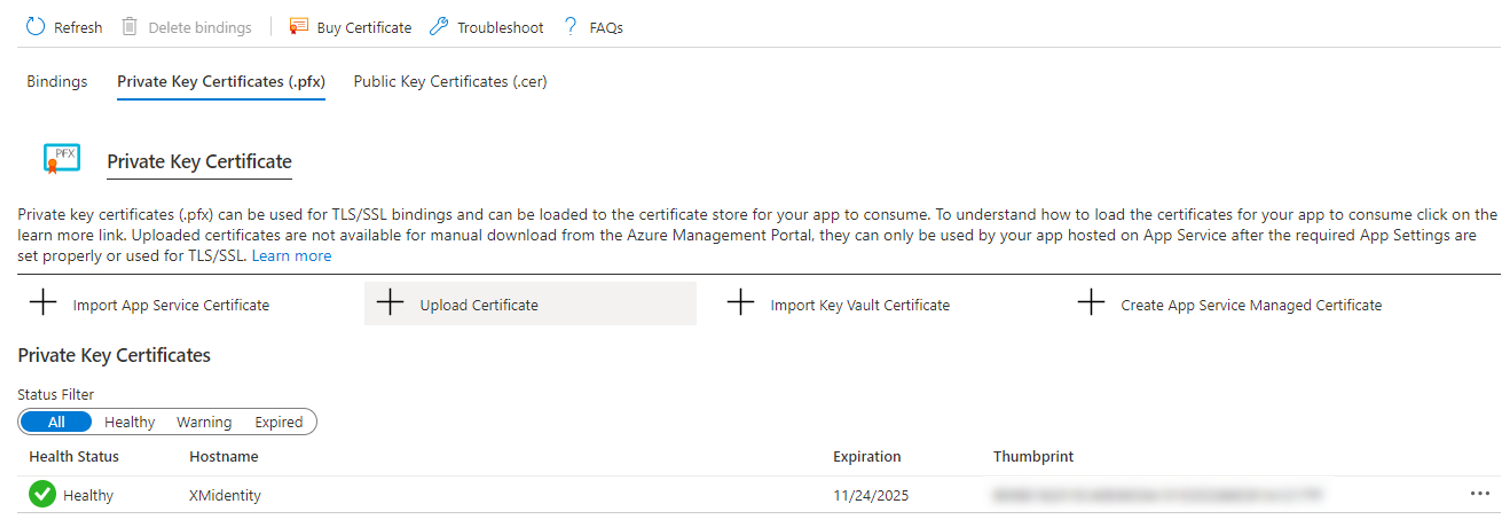 Refresh Delete bindings Buy Certificate Troubleshoot FAQs
Bindings Private Key Certificates (.pfx) Public Key Certificates (.cer)
PFX Private Key Certificate
Private key certificates (.pfx) can be used for TLS/SSL bindings and can be loaded to the certificate store for your app to consume. To understand how to load the certificates for your app to consume click on the
learn more link. Uploaded certificates are not available for manual download from the Azure Management Portal, they can only be used by your app hosted on App Service after the required App Settings are
set properly or used for TLS/SSL. Learn more
Import App Service Certificate Upload Certificate Import Key Vault Certificate Create App Service Managed Certificate
Private Key Certificates
Status Filter
All Healthy Warning Expired
Health Status Hostname Expiration Thumbprint
Healthy XMidentity 11/24/2025